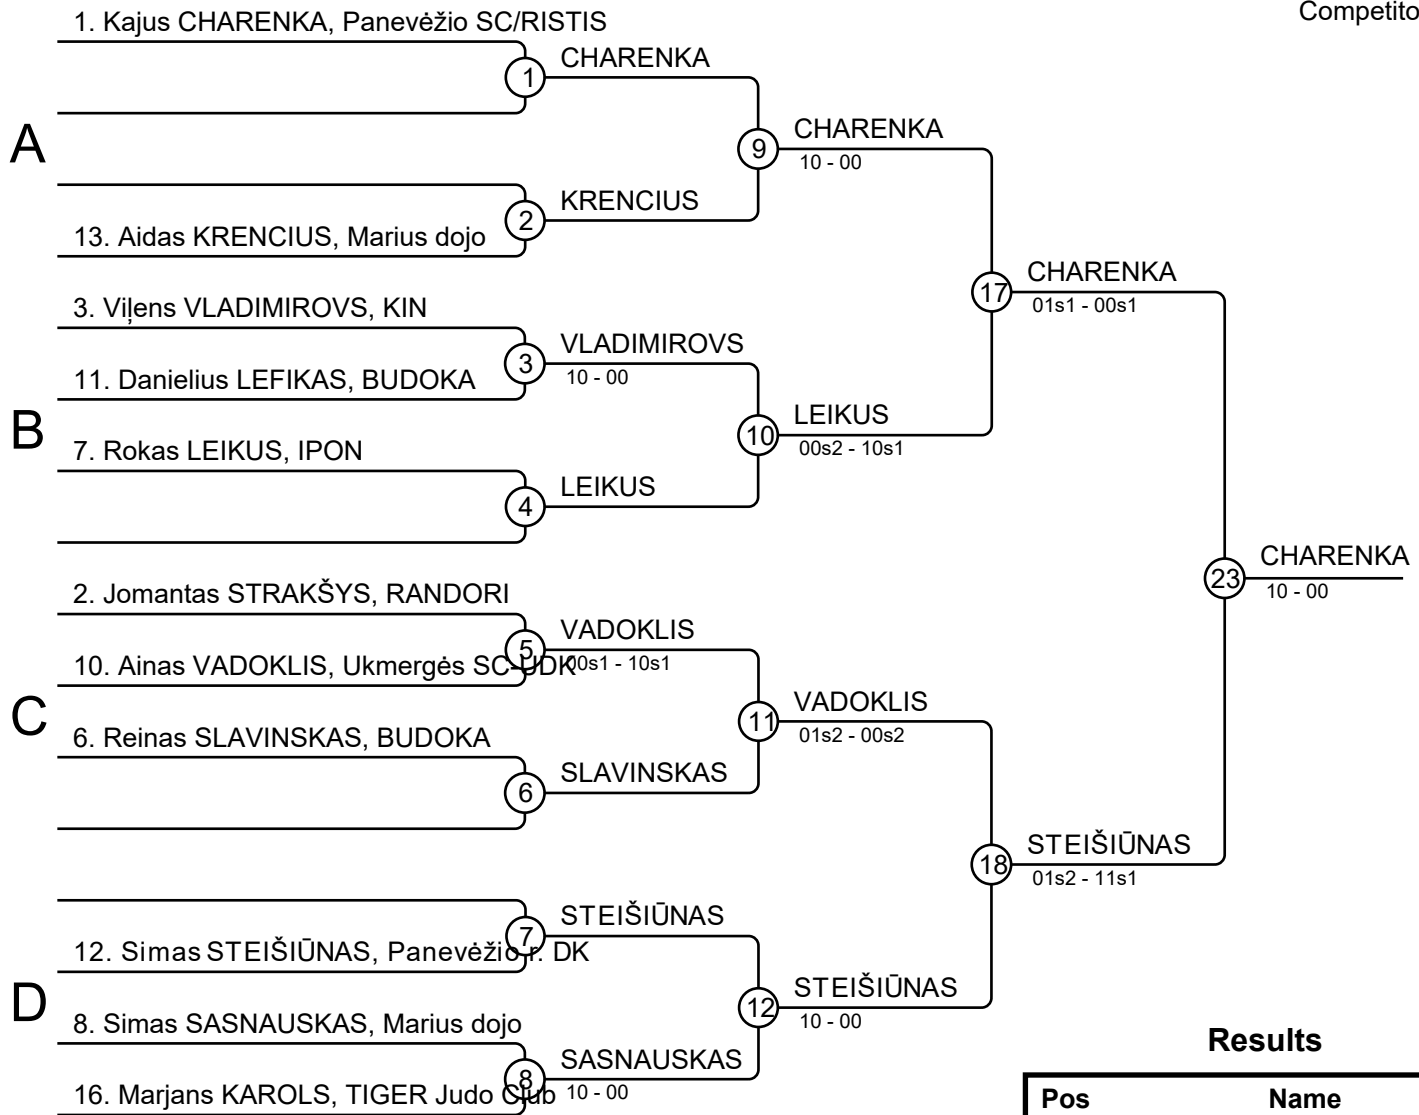 Competito
1. Kajus CHARENKA, Panevėžio SC/RISTIS
1
CHARENKA
A
9
CHARENKA
10 - 00
2
KRENCIUS
13. Aidas KRENCIUS, Marius dojo
17
CHARENKA
01s1 - 00s1
3. Viļens VLADIMIROVS, KIN
3
VLADIMIROVS
10 - 00
11. Danielius LEFIKAS, BUDOKA
B
10
LEIKUS
00s2 - 10s1
7. Rokas LEIKUS, IPON
4
LEIKUS
23
CHARENKA
10 - 00
2. Jomantas STRAKŠYS, RANDORI
5
VADOKLIS
00s1 - 10s1
10. Ainas VADOKLIS, Ukmergės SC-UDK
C
11
VADOKLIS
01s2 - 00s2
6. Reinas SLAVINSKAS, BUDOKA
6
SLAVINSKAS
18
STEIŠIŪNAS
01s2 - 11s1
7
STEIŠIŪNAS
12. Simas STEIŠIŪNAS, Panevėžio r. DK
D
12
STEIŠIŪNAS
10 - 00
8. Simas SASNAUSKAS, Marius dojo
8
SASNAUSKAS
10 - 00
16. Marjans KAROLS, TIGER Judo Club
Results
Pos Name